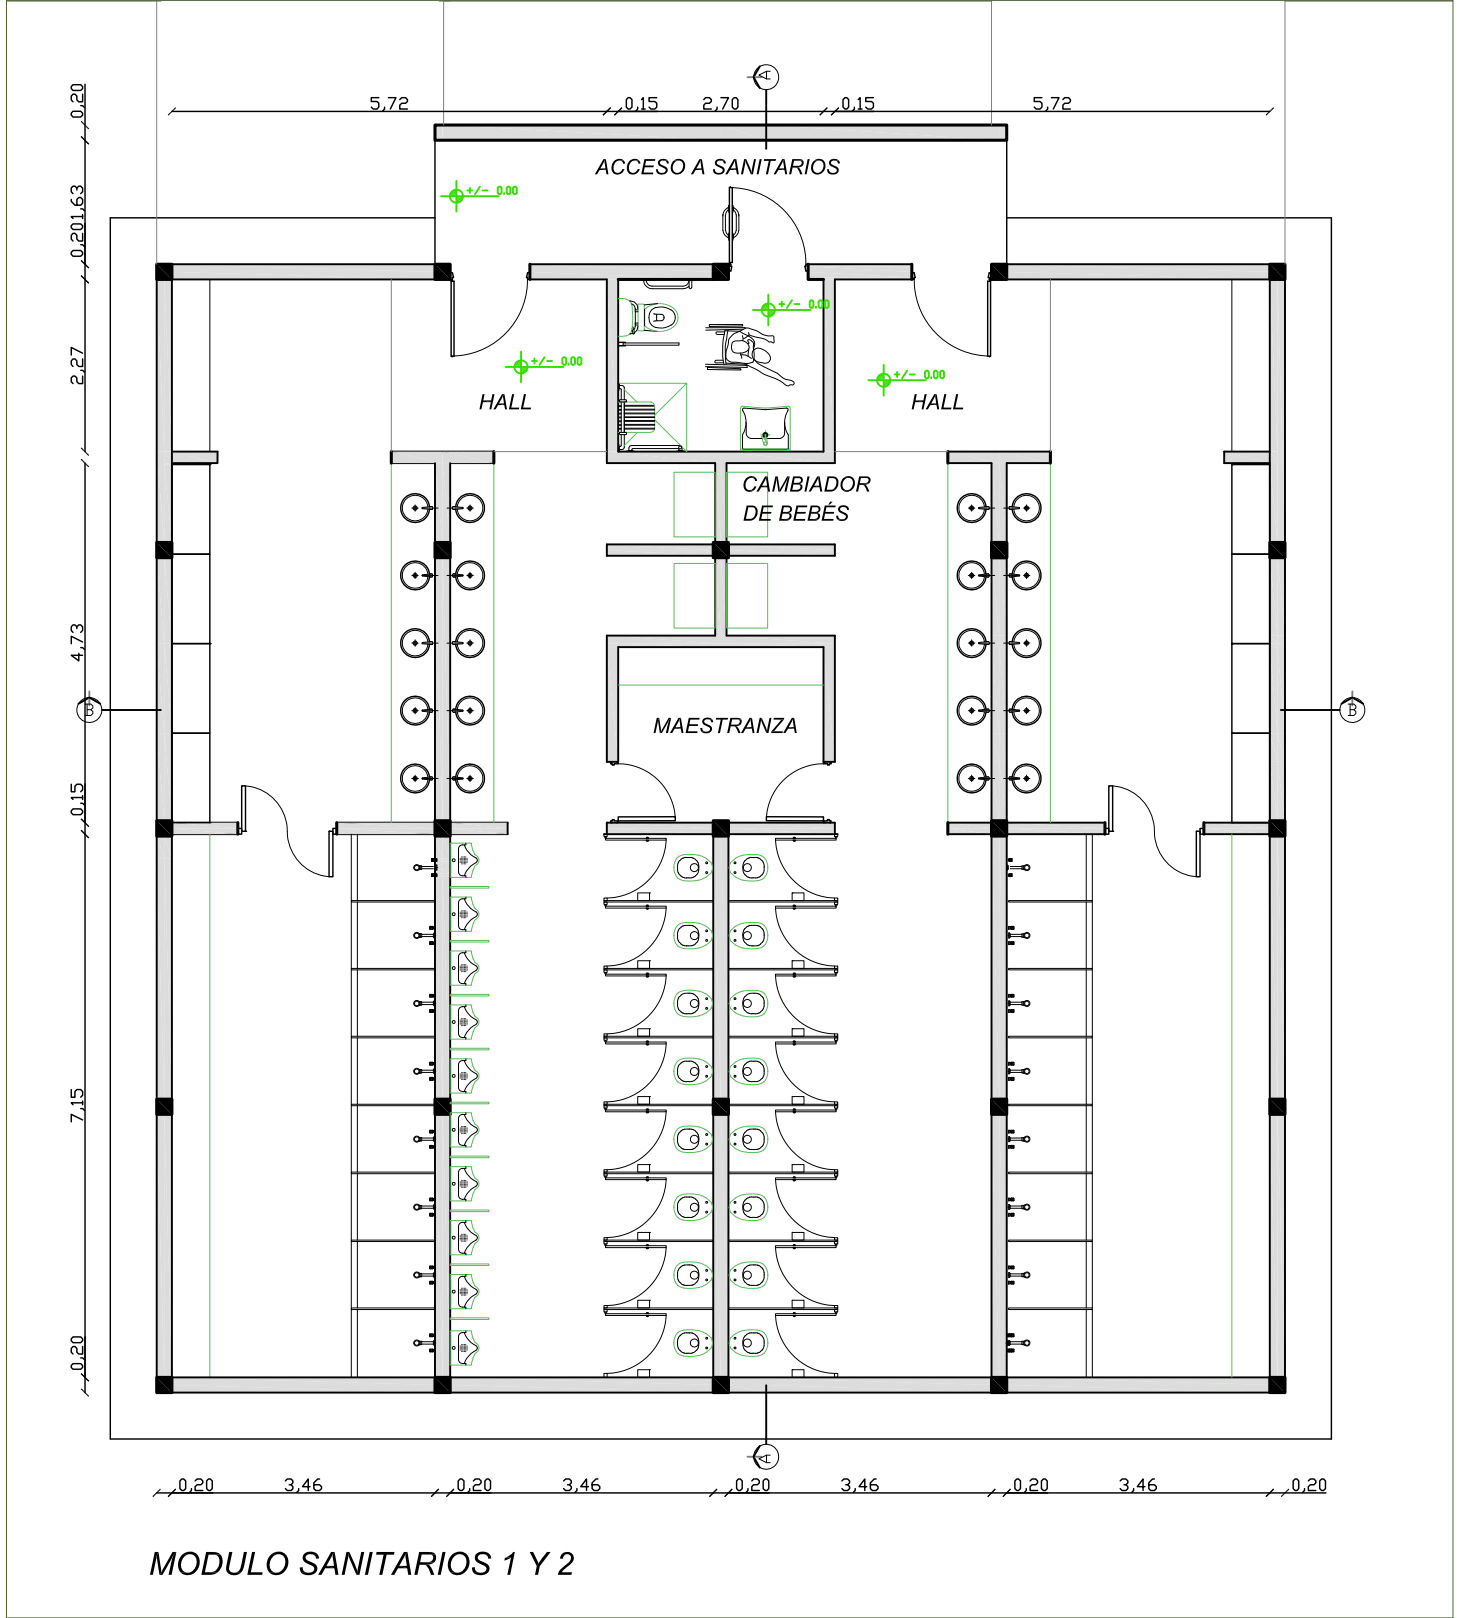 A
5,72 0,15 2,70 0,15 5,72
0,20
ACCESO A SANITARIOS
+/- 0.00
1,63
0,20
+/- 0.00
A
2,27
+/- 0.00
+/- 0.00
HALL
HALL
CAMBIADOR
DE BEBÉS
4,73
B
B
MAESTRANZA
0,15
7,15
0,20
A
0,20 3,46 0,20 3,46 0,20 3,46 0,20 3,46 0,20
MODULO SANITARIOS 1 Y 2